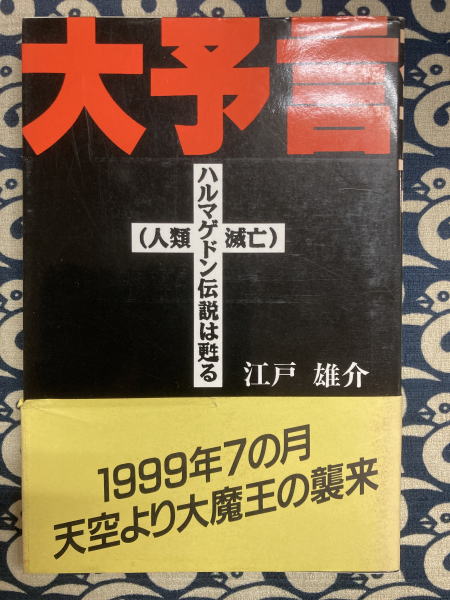 大予言
ハルマゲドン伝説は甦る
(人類滅亡)
江戸 雄介
1999年7の月
天空より大魔王の襲来